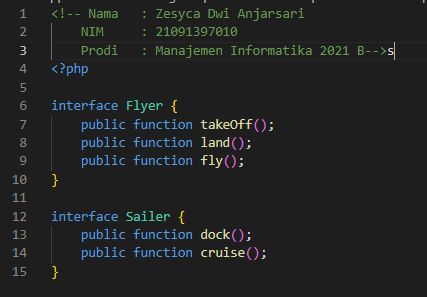 1 <!-- Nama   : Zesyca Dwi Anjarsari
2     NIM     : 21091397010
3     Prodi   : Manajemen Informatika 2021 B-->s
4 <?php
5
6 interface Flyer {
7     public function takeOff();
8     public function land();
9     public function fly();
10 }
11
12 interface Sailer {
13     public function dock();
14     public function cruise();
15 }